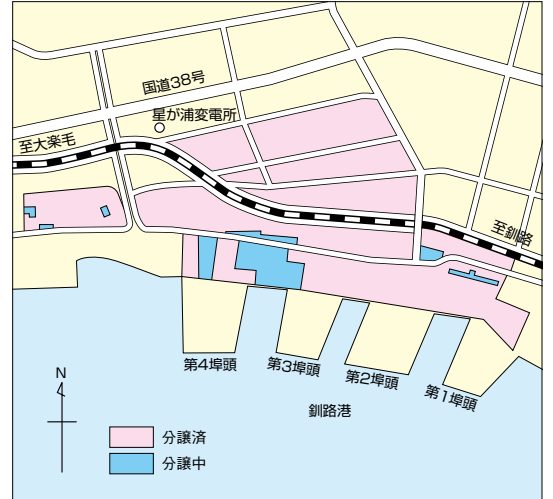 国道38号
星が浦変電所
至大楽毛
至釧路
第4埠頭
第3埠頭
第2埠頭
第1埠頭
釧路港
N
分譲済
分譲中